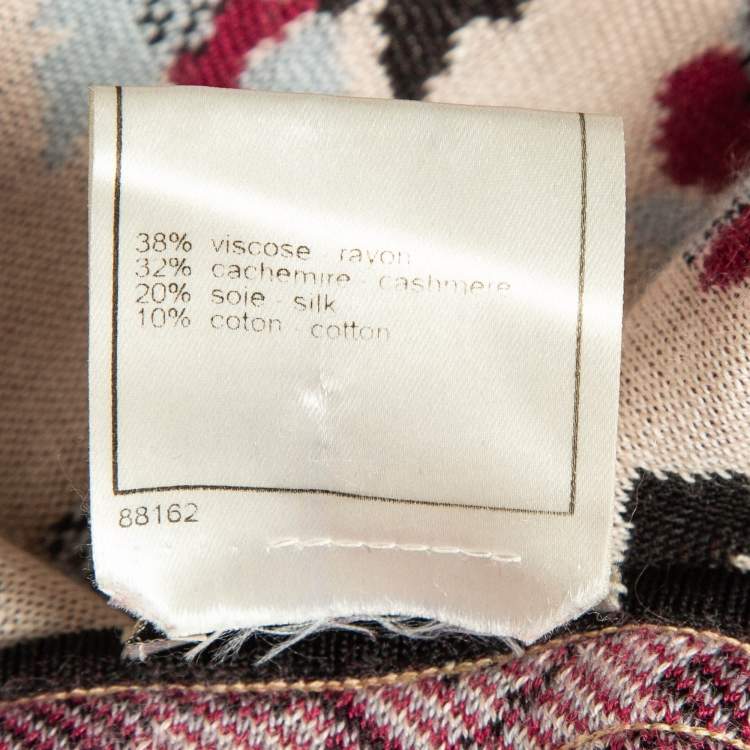 38% viscose - rayon
32% cachemire - cashmere
20% soie - silk
10% coton - cotton
88162